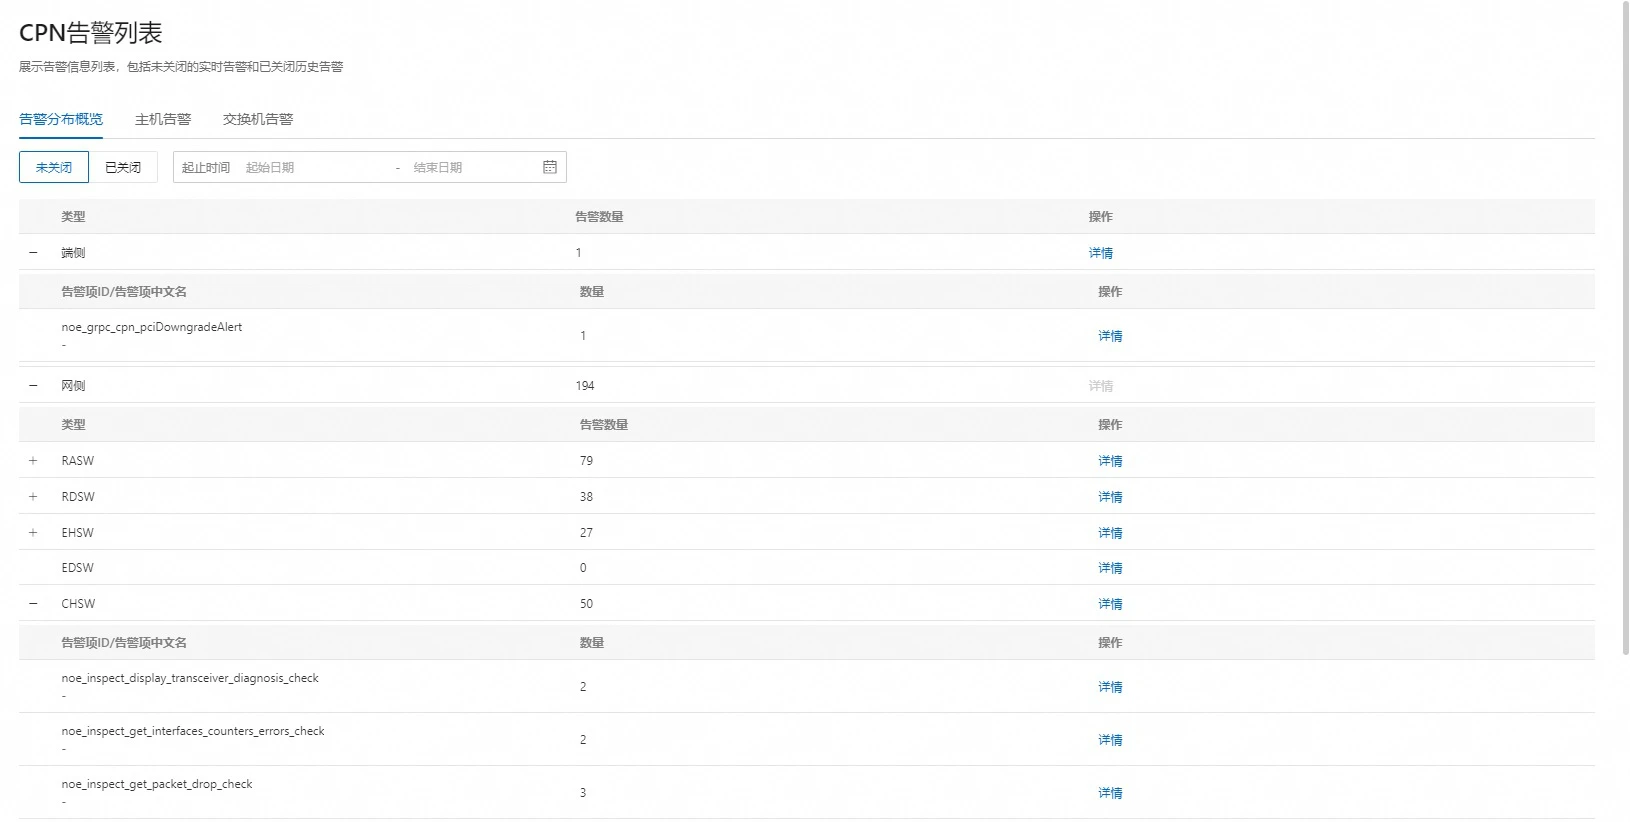 CPN告警列表
展示告警信息列表，包括未关闭的实时告警和已关闭历史告警
告警分布概览 主机告警 交换机告警
未关闭 已关闭 起止时间 起始日期 - 结束日期
类型 告警数量 操作
端侧 1 详情
告警项ID/告警项中文名 数量 操作
noe_grpc_cpn_pciDowngradeAlert 1 详情
-
网侧 194 详情
类型 告警数量 操作
RASW 79 详情
RDSW 38 详情
EHSW 27 详情
EDSW 0 详情
CHSW 50 详情
告警项ID/告警项中文名 数量 操作
noe_inspect_display_transceiver_diagnosis_check 2 详情
-
noe_inspect_get_interfaces_counters_errors_check 2 详情
-
noe_inspect_get_packet_drop_check 3 详情
-